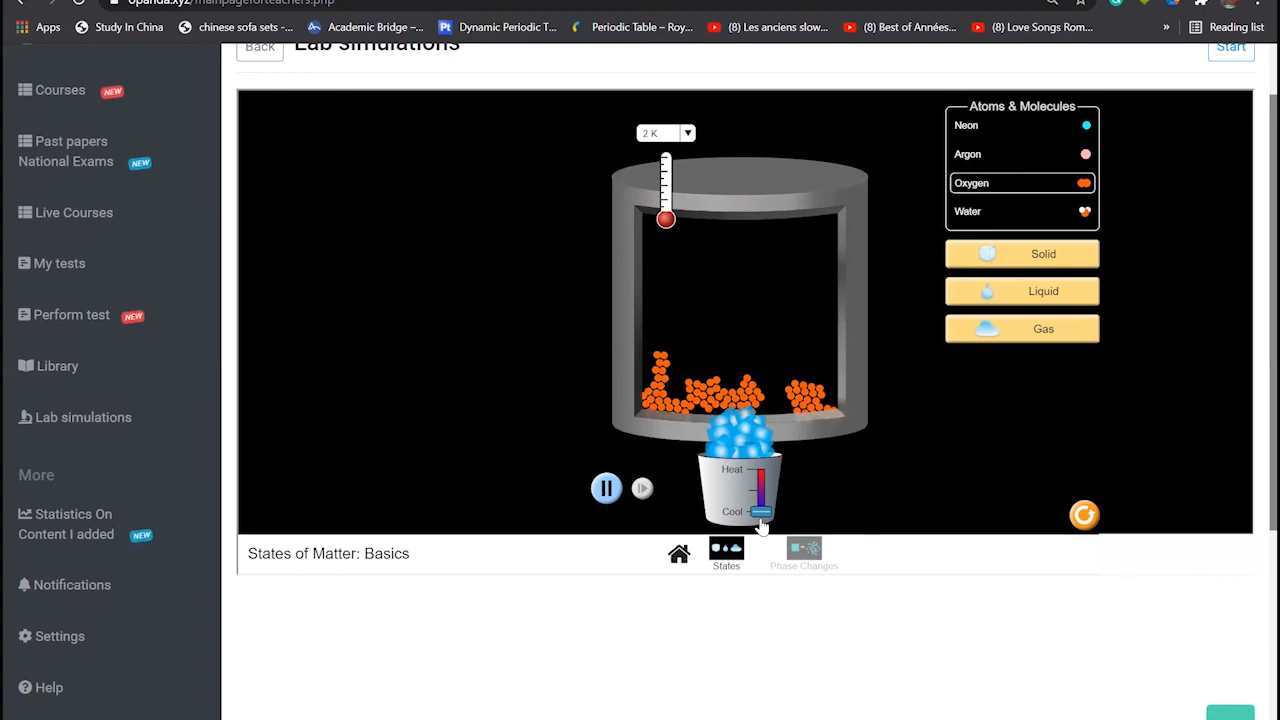 Apps
Study In China
chinese sofa sets -...
Academic Bridge –...
Pt Dynamic Periodic T...
Periodic Table – Roy...
(8) Les anciens slow...
(8) Best of Années...
(8) Love Songs Rom...
»
Reading list
Back
Lab simulations
Start
Courses NEW
Past papers
National Exams NEW
Live Courses
My tests
Perform test NEW
Library
Lab simulations
More
Statistics On
Content I added NEW
Notifications
Settings
Help
2 K
Atoms & Molecules
Neon
Argon
Oxygen
Water
Solid
Liquid
Gas
Heat
Cool
States of Matter: Basics
States
Phase Changes